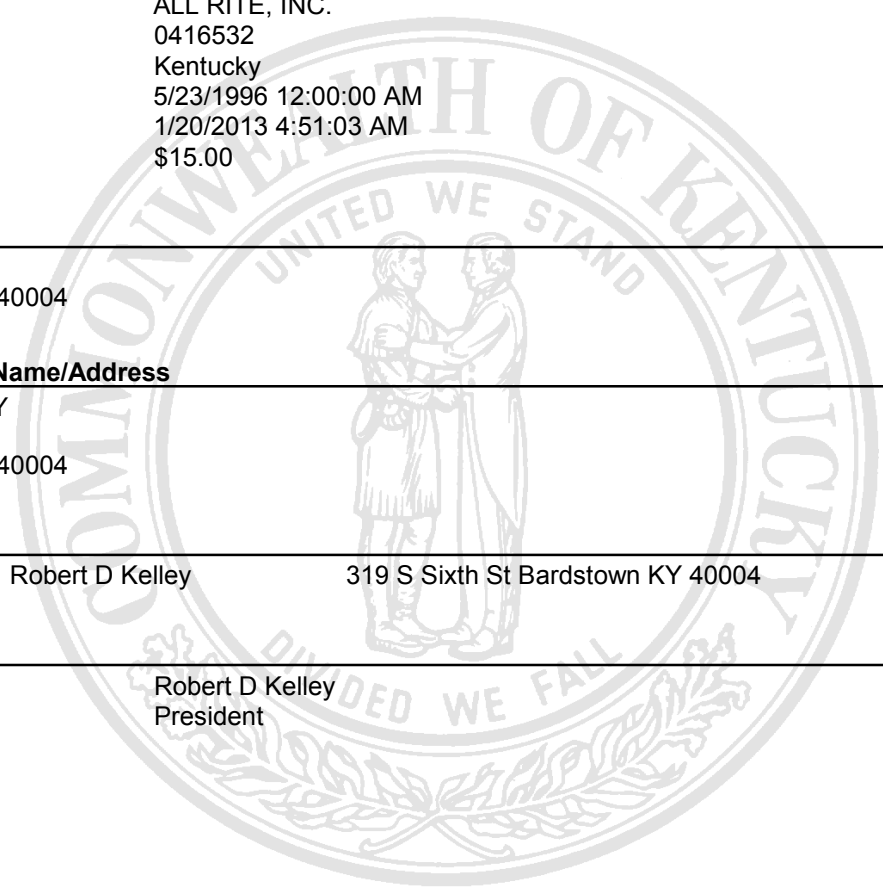 ALL RITE, INC.
0416532
Kentucky
5/23/1996 12:00:00 AM
1/20/2013 4:51:03 AM
$15.00
COMMONWEALTH OF KENTUCKY
UNITED WE STAND
40004
Name/Address
Y
40004
Robert D Kelley 319 S Sixth St Bardstown KY 40004
DIVIDED WE FALL
Robert D Kelley
President